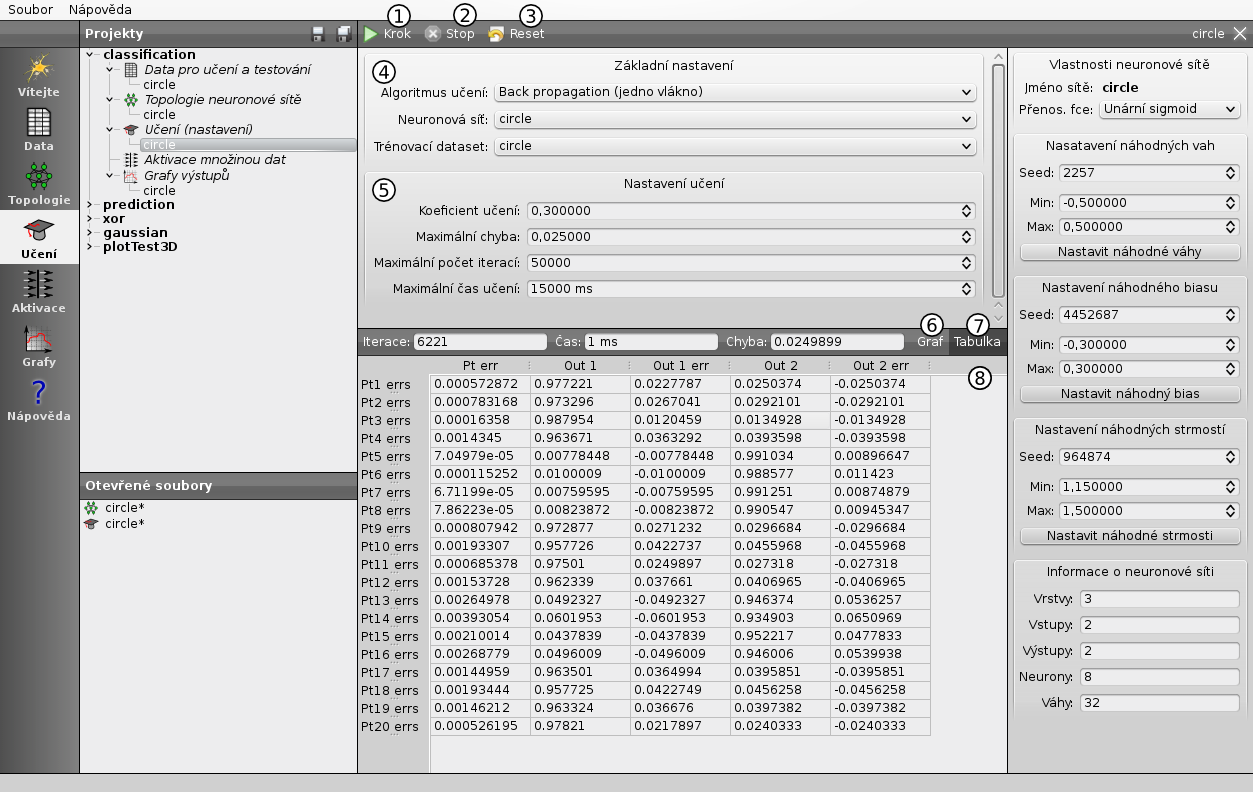 Soubor Nápověda
Projekty
① ② ③
Krok Stop Reset circle
Vítejte
Data
Topologie
Učení
Aktivace
Grafy
Nápověda
classification
Data pro učení a testování
circle
Topologie neuronové sítě
circle
Učení (nastavení)
circle
Aktivace množinou dat
Grafy výstupů
circle
prediction
xor
gaussian
plotTest3D
Otevřené soubory
circle*
circle*
④ Základní nastavení
Algoritmus učení: Back propagation (jedno vlákno)
Neuronová síť: circle
Trénovací dataset: circle
⑤ Nastavení učení
Koeficient učení: 0,300000
Maximální chyba: 0,025000
Maximální počet iterací: 50000
Maximální čas učení: 15000 ms
⑥ ⑦
Iterace: 6221 Čas: 1 ms Chyba: 0.0249899 Graf Tabulka
⑧
Pt err Out 1 Out 1 err Out 2 Out 2 err
Pt1 errs 0.000572872 0.977221 0.0227787 0.0250374 -0.0250374
Pt2 errs 0.000783168 0.973296 0.0267041 0.0292101 -0.0292101
Pt3 errs 0.00016358 0.987954 0.0120459 0.0134928 -0.0134928
Pt4 errs 0.0014345 0.963671 0.0363292 0.0393598 -0.0393598
Pt5 errs 7.04979e-05 0.00778448 -0.00778448 0.991034 0.00896647
Pt6 errs 0.000115252 0.0100009 -0.0100009 0.988577 0.011423
Pt7 errs 6.71199e-05 0.00759595 -0.00759595 0.991251 0.00874879
Pt8 errs 7.86223e-05 0.00823872 -0.00823872 0.990547 0.00945347
Pt9 errs 0.000807942 0.972877 0.0271232 0.0296684 -0.0296684
Pt10 errs 0.00193307 0.957726 0.0422737 0.0455968 -0.0455968
Pt11 errs 0.000685378 0.97501 0.0249897 0.027318 -0.027318
Pt12 errs 0.00153728 0.962339 0.037661 0.0406965 -0.0406965
Pt13 errs 0.00264978 0.0492327 -0.0492327 0.946374 0.0536257
Pt14 errs 0.00393054 0.0601953 -0.0601953 0.934903 0.0650969
Pt15 errs 0.00210014 0.0437839 -0.0437839 0.952217 0.0477833
Pt16 errs 0.00268779 0.0496009 -0.0496009 0.946006 0.0539938
Pt17 errs 0.00144959 0.963501 0.0364994 0.0395851 -0.0395851
Pt18 errs 0.00193444 0.957725 0.0422749 0.0456258 -0.0456258
Pt19 errs 0.00146212 0.963324 0.036676 0.0397382 -0.0397382
Pt20 errs 0.000526195 0.97821 0.0217897 0.0240333 -0.0240333
Vlastnosti neuronové sítě
Jméno sítě: circle
Přenos. fce: Unární sigmoid
Nasatavení náhodných vah
Seed: 2257
Min: -0,500000
Max: 0,500000
Nastavit náhodné váhy
Nastavení náhodného biasu
Seed: 4452687
Min: -0,300000
Max: 0,300000
Nastavit náhodný bias
Nastavení náhodných strmostí
Seed: 964874
Min: 1,150000
Max: 1,500000
Nastavit náhodné strmosti
Informace o neuronové síti
Vrstvy: 3
Vstupy: 2
Výstupy: 2
Neurony: 8
Váhy: 32